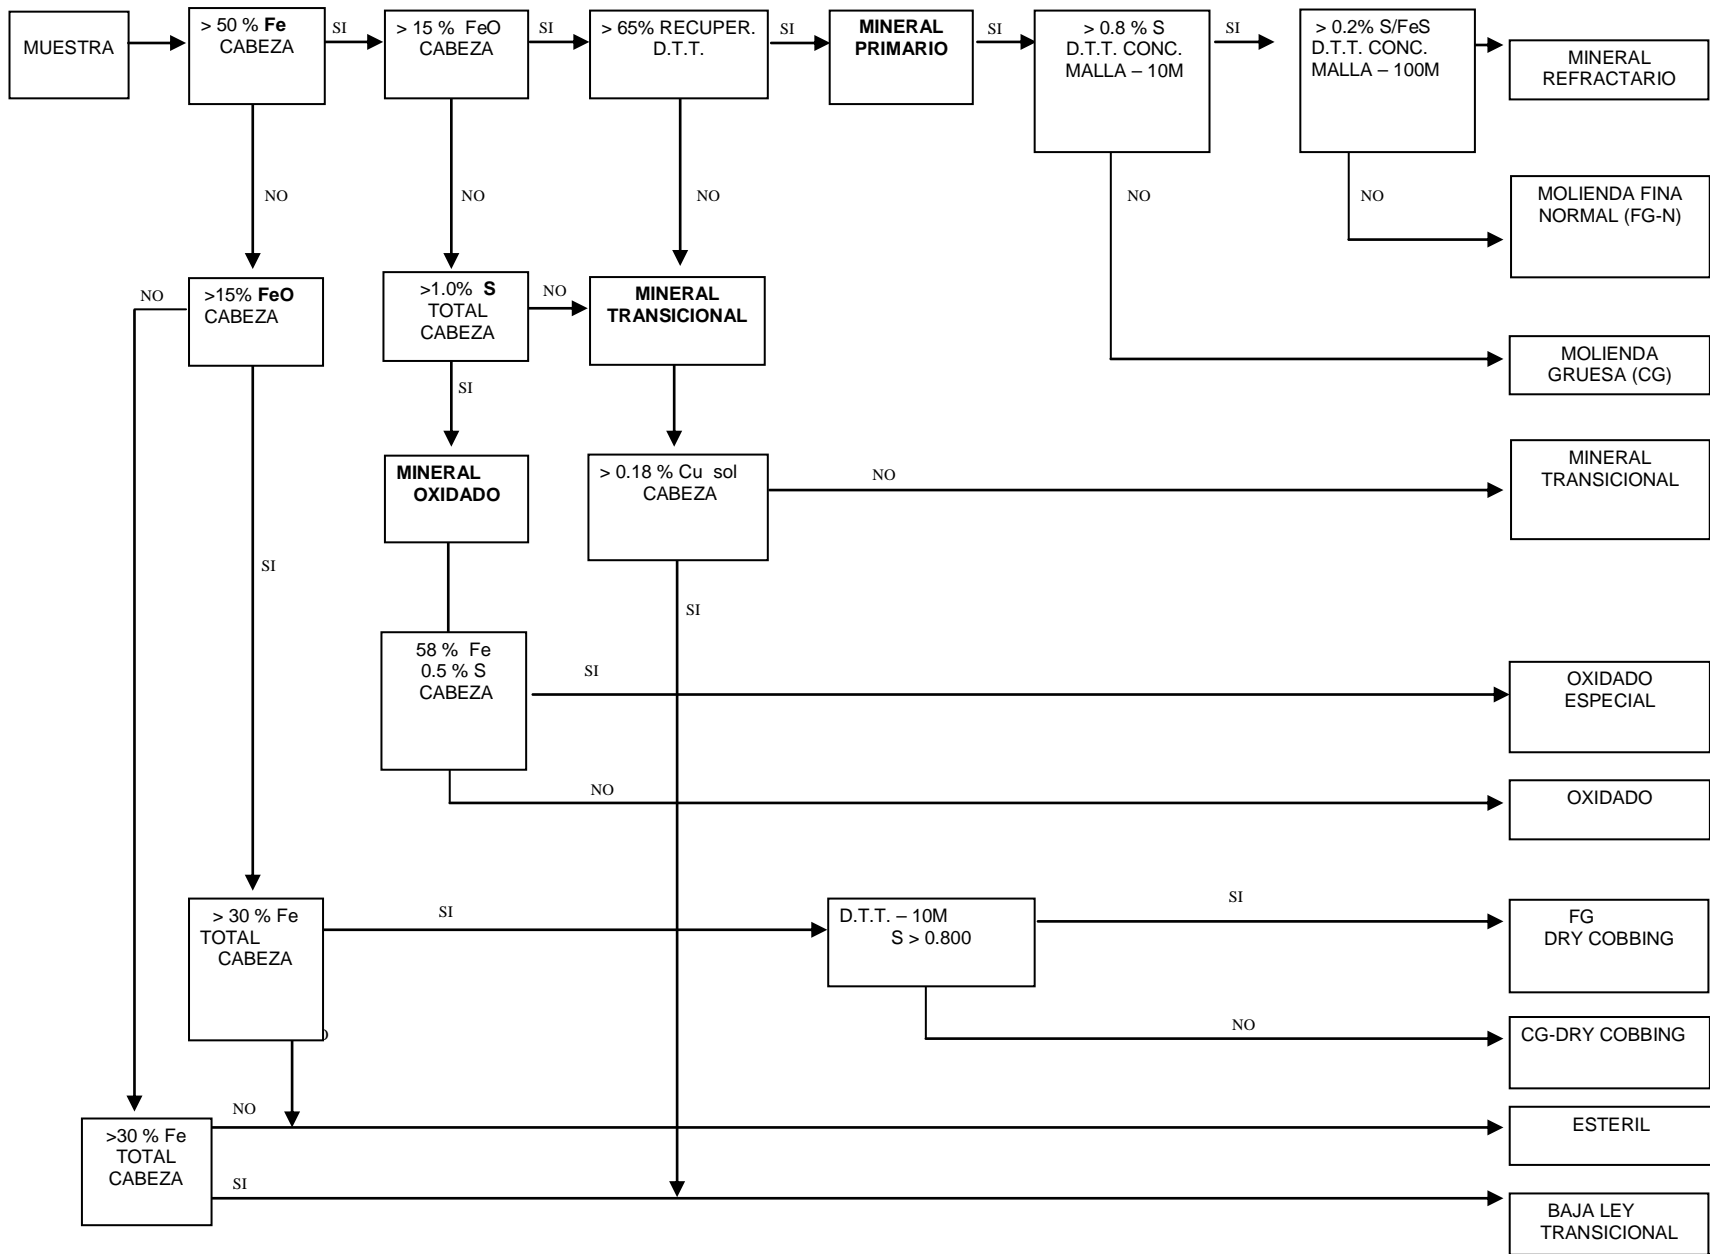 MUESTRA
> 50 % Fe
CABEZA
SI
> 15 % FeO
CABEZA
SI
> 65% RECUPER.
D.T.T.
SI
MINERAL
PRIMARIO
SI
> 0.8 % S
D.T.T. CONC.
MALLA – 10M
SI
> 0.2% S/FeS
D.T.T. CONC.
MALLA – 100M
MINERAL
REFRACTARIO
NO
NO
NO
NO
NO
MOLIENDA FINA
NORMAL (FG-N)
NO
>15% FeO
CABEZA
>1.0% S
TOTAL
CABEZA
NO
MINERAL
TRANSICIONAL
MOLIENDA
GRUESA (CG)
SI
MINERAL
OXIDADO
> 0.18 % Cu sol
CABEZA
NO
MINERAL
TRANSICIONAL
SI
SI
58 % Fe
0.5 % S
CABEZA
SI
OXIDADO
ESPECIAL
NO
OXIDADO
> 30 % Fe
TOTAL
CABEZA
SI
D.T.T. – 10M
S > 0.800
SI
FG
DRY COBBING
NO
CG-DRY COBBING
>30 % Fe
TOTAL
CABEZA
NO
ESTERIL
SI
BAJA LEY
TRANSICIONAL